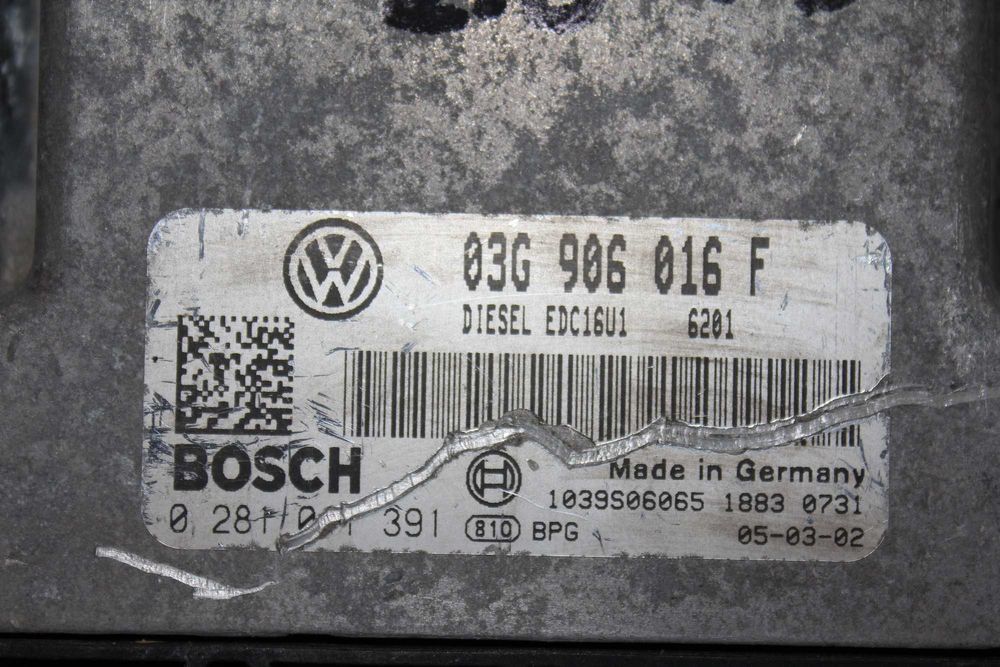 03G 906 016 F
DIESEL EDC16U1 6201
BOSCH
Made in Germany
1039S06065 1883 0731
0 281 391
810 BPG
05-03-02